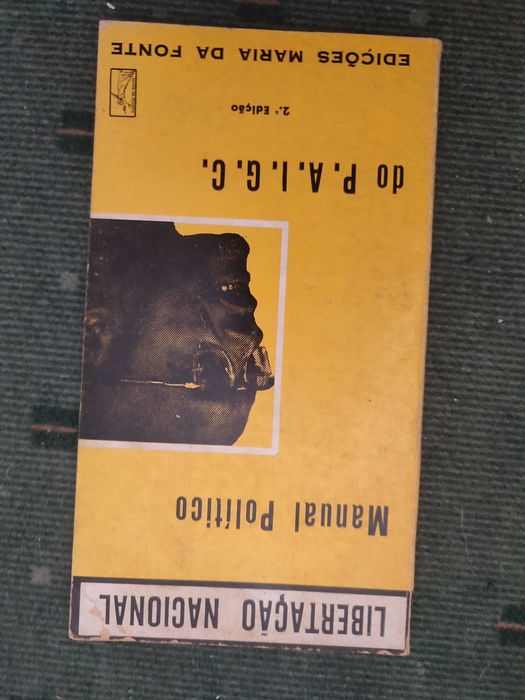 LIBERTAÇÃO NACIONAL
Manual Político
do P.A.I.G.C.
2.ª Edição
EDIÇÕES MARIA DA FONTE